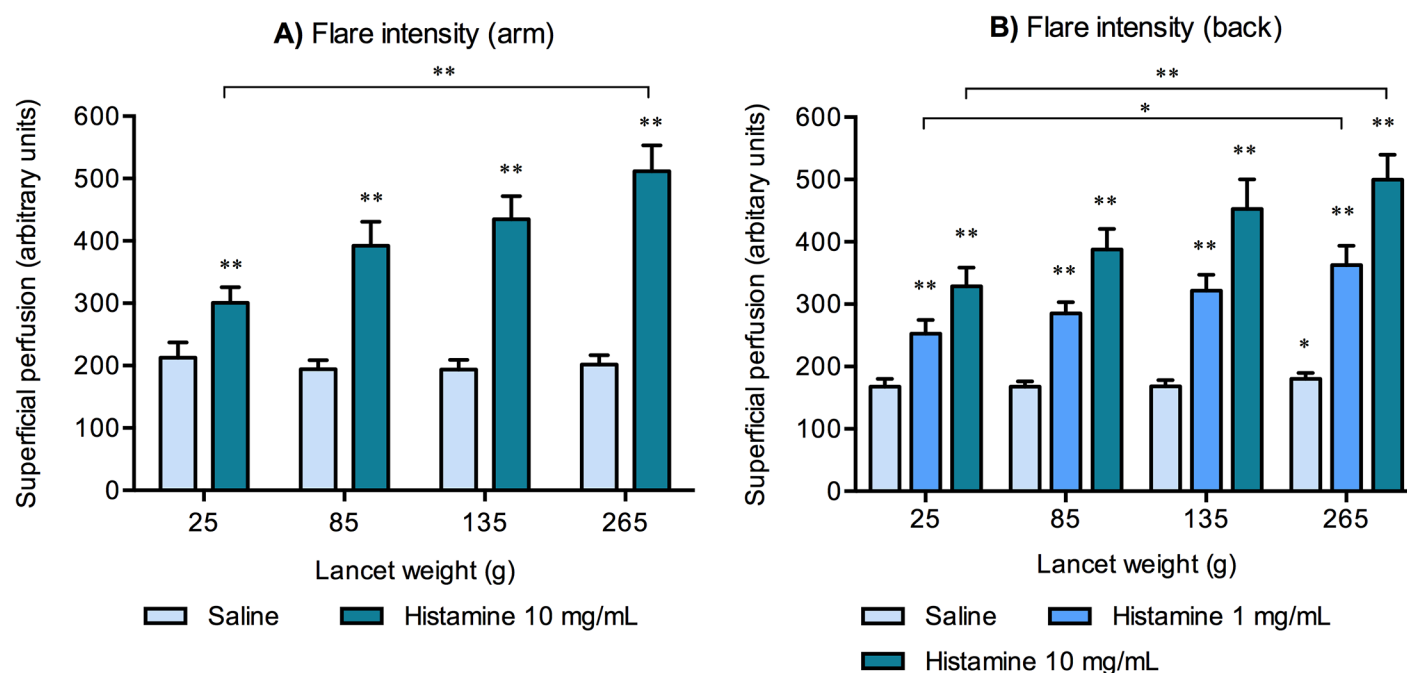 A) Flare intensity (arm)
**
Superficial perfusion (arbitrary units)
600
500
400
300
200
100
0
**
**
**
**
25 85 135 265
Lancet weight (g)
Saline Histamine 10 mg/mL
B) Flare intensity (back)
**
*
Superficial perfusion (arbitary units)
600
500
400
300
200
100
0
**
**
**
**
**
**
*
**
**
25 85 135 265
Lancet weight (g)
Saline Histamine 1 mg/mL
Histamine 10 mg/mL